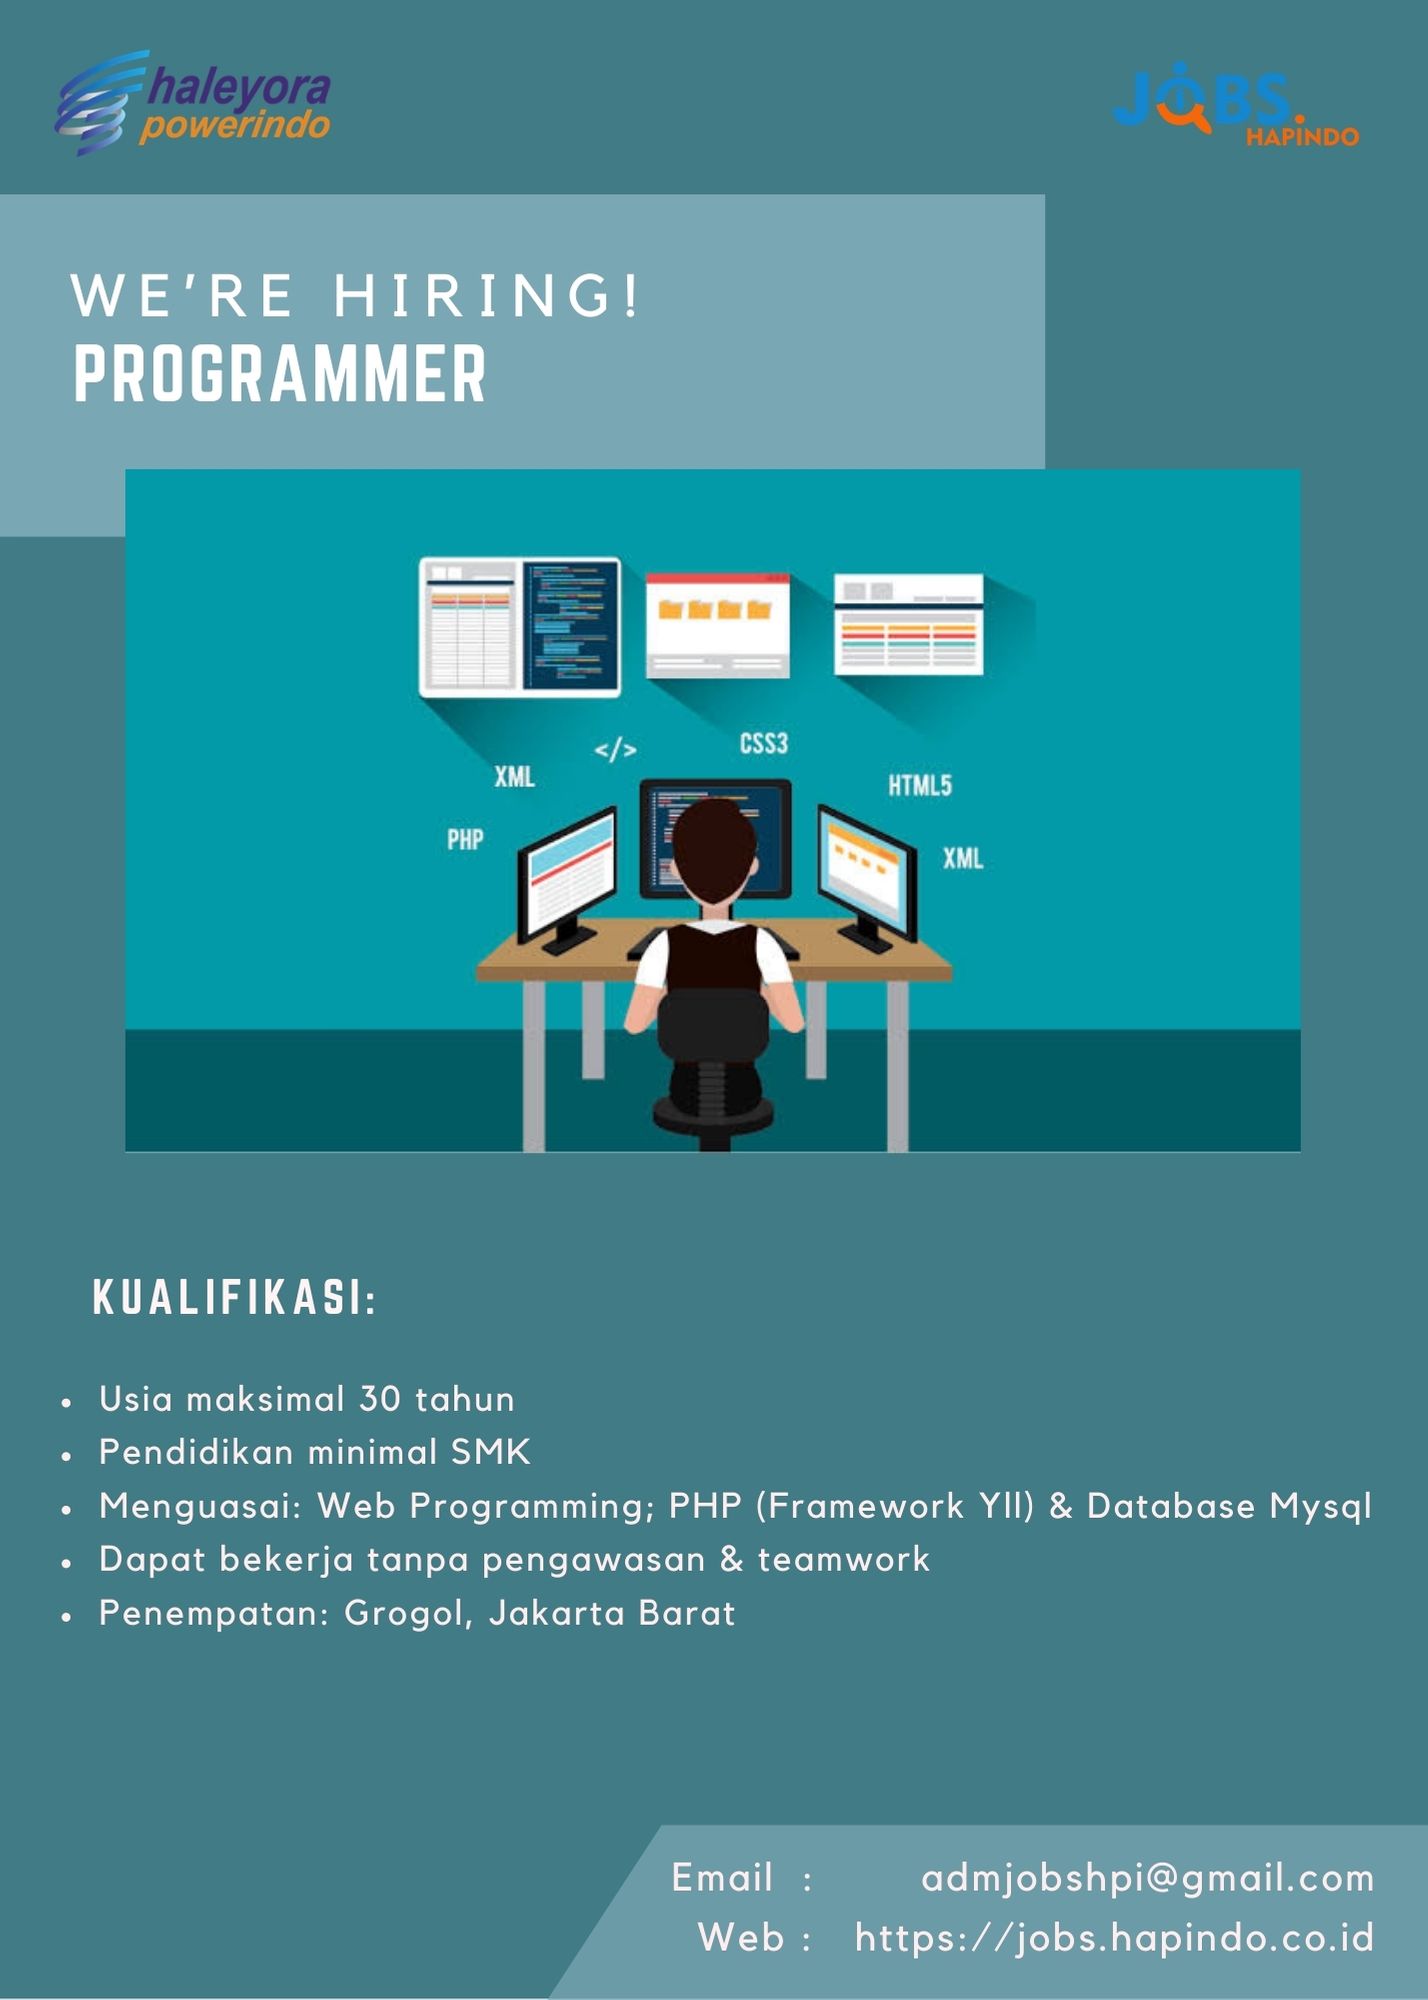 haleyora
powerindo
JOBS.
HAPINDO
WE'RE HIRING!
PROGRAMMER
</>
CSS3
XML
HTML5
PHP
XML
KUALIFIKASI:
• Usia maksimal 30 tahun
• Pendidikan minimal SMK
• Menguasai: Web Programming; PHP (Framework YII) & Database Mysql
• Dapat bekerja tanpa pengawasan & teamwork
• Penempatan: Grogol, Jakarta Barat
Email : admjobshpi@gmail.com
Web : https://jobs.hapindo.co.id